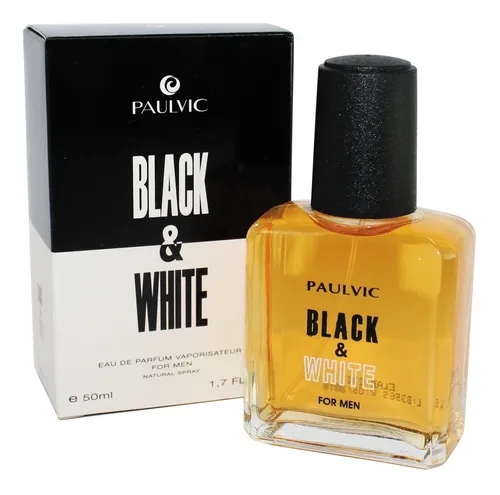 PAULVIC
BLACK
&
WHITE
EAU DE PARFUM VAPORISATEUR
FOR MEN
NATURAL SPRAY
e 50ml
1.7 FL
PAULVIC
BLACK
&
WHITE
FOR MEN